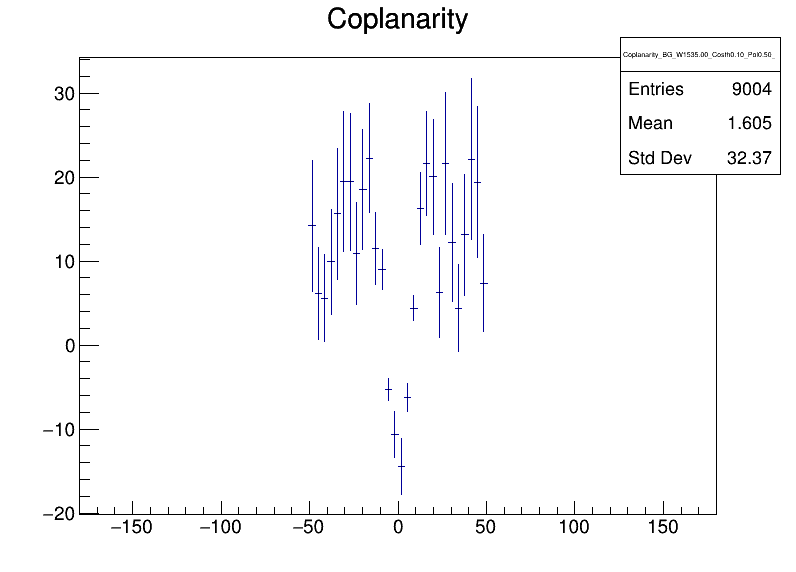 Coplanarity
Coplanarity_BG_W1535.00_Costh0.10_Pol0.50_
Entries 9004
Mean 1.605
Std Dev 32.37
30
20
10
0
−10
−20
−150 −100 −50 0 50 100 150